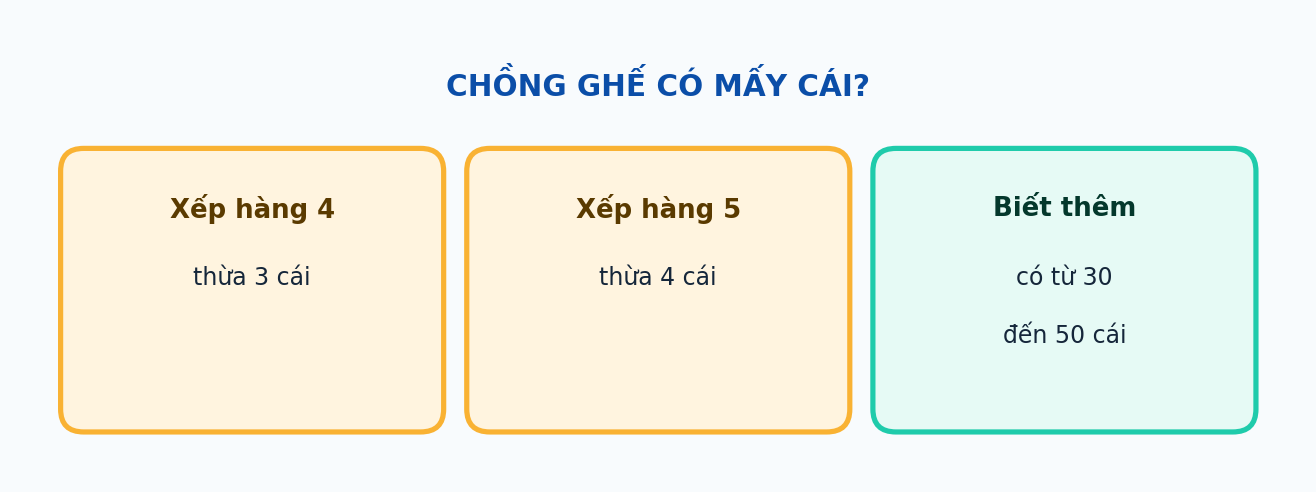 CHỒNG GHẾ CÓ MẤY CÁI?
Xếp hàng 4
thừa 3 cái
Xếp hàng 5
thừa 4 cái
Biết thêm
có từ 30
đến 50 cái